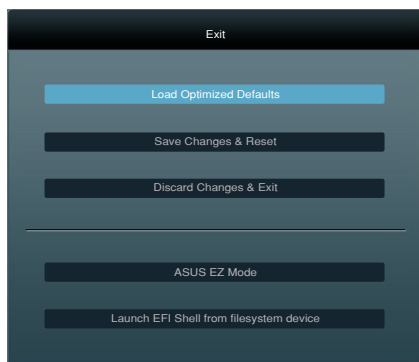 Exit
Load Optimized Defaults
Save Changes & Reset
Discard Changes & Exit
ASUS EZ Mode
Launch EFI Shell from filesystem device